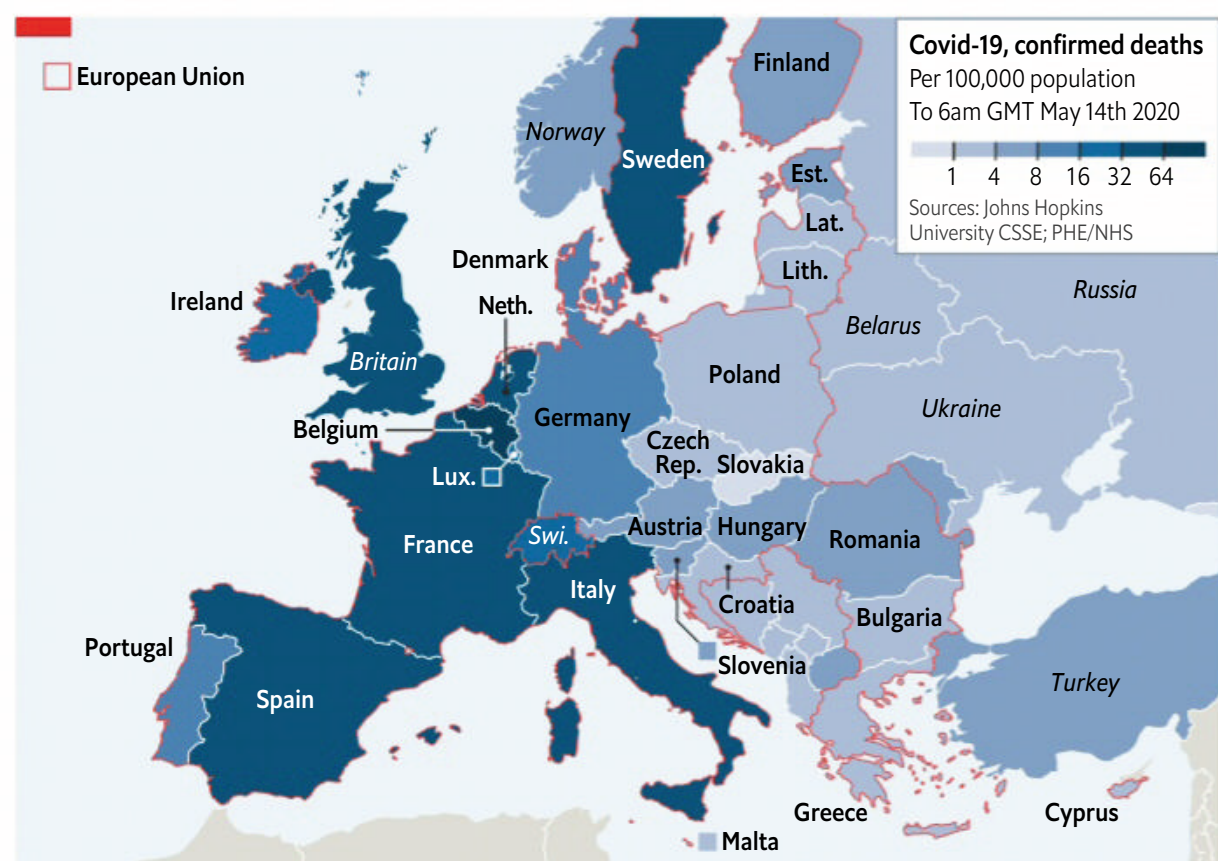 European Union
Covid-19, confirmed deaths
Per 100,000 population
To 6am GMT May 14th 2020
1 4 8 16 32 64
Sources: Johns Hopkins
University CSSE; PHE/NHS
Finland
Norway
Sweden
Est.
Lat.
Denmark
Lith.
Russia
Ireland
Neth.
Belarus
Britain
Poland
Ukraine
Germany
Belgium
Czech
Rep.
Slovakia
Lux.
Austria
Hungary
Swi.
France
Romania
Italy
Croatia
Bulgaria
Portugal
Slovenia
Spain
Turkey
Greece
Cyprus
Malta